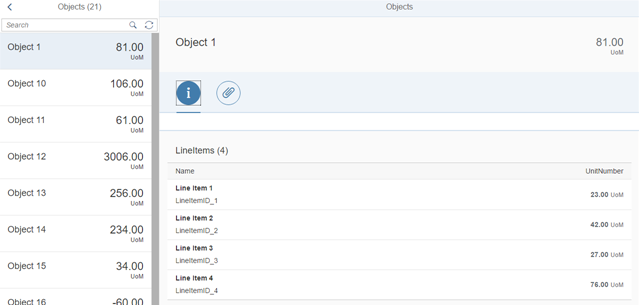 Objects (21)
Search
Object 1
81.00
UoM
Object 10
106.00
UoM
Object 11
61.00
UoM
Object 12
3006.00
UoM
Object 13
256.00
UoM
Object 14
234.00
UoM
Object 15
34.00
UoM
Object 16
-60.00
Objects
Object 1
81.00
UoM
i
LineItems (4)
Name UnitNumber
Line Item 1
LineItemID_1
23.00 UoM
Line Item 2
LineItemID_2
42.00 UoM
Line Item 3
LineItemID_3
27.00 UoM
Line Item 4
LineItemID_4
76.00 UoM